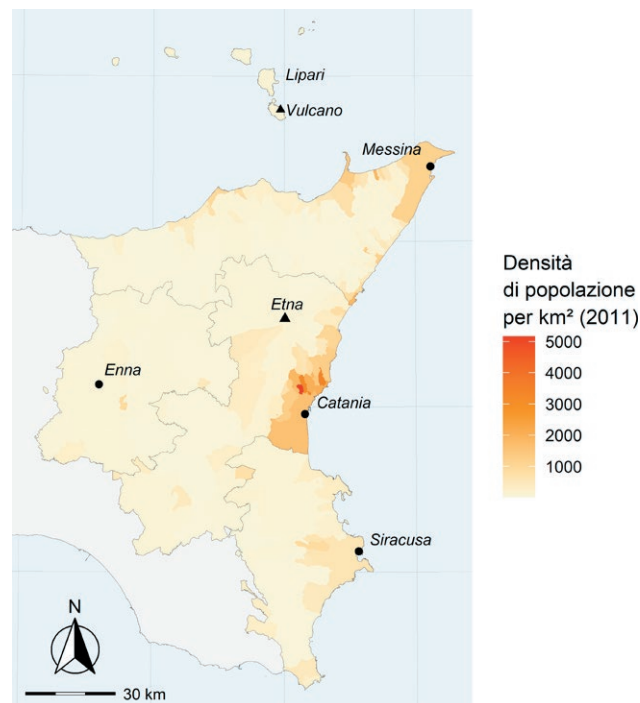 Lipari
Vulcano
Messina
Densità
di popolazione
per km² (2011)
Etna
5000
4000
Enna
3000
Catania
2000
1000
Siracusa
N
30 km